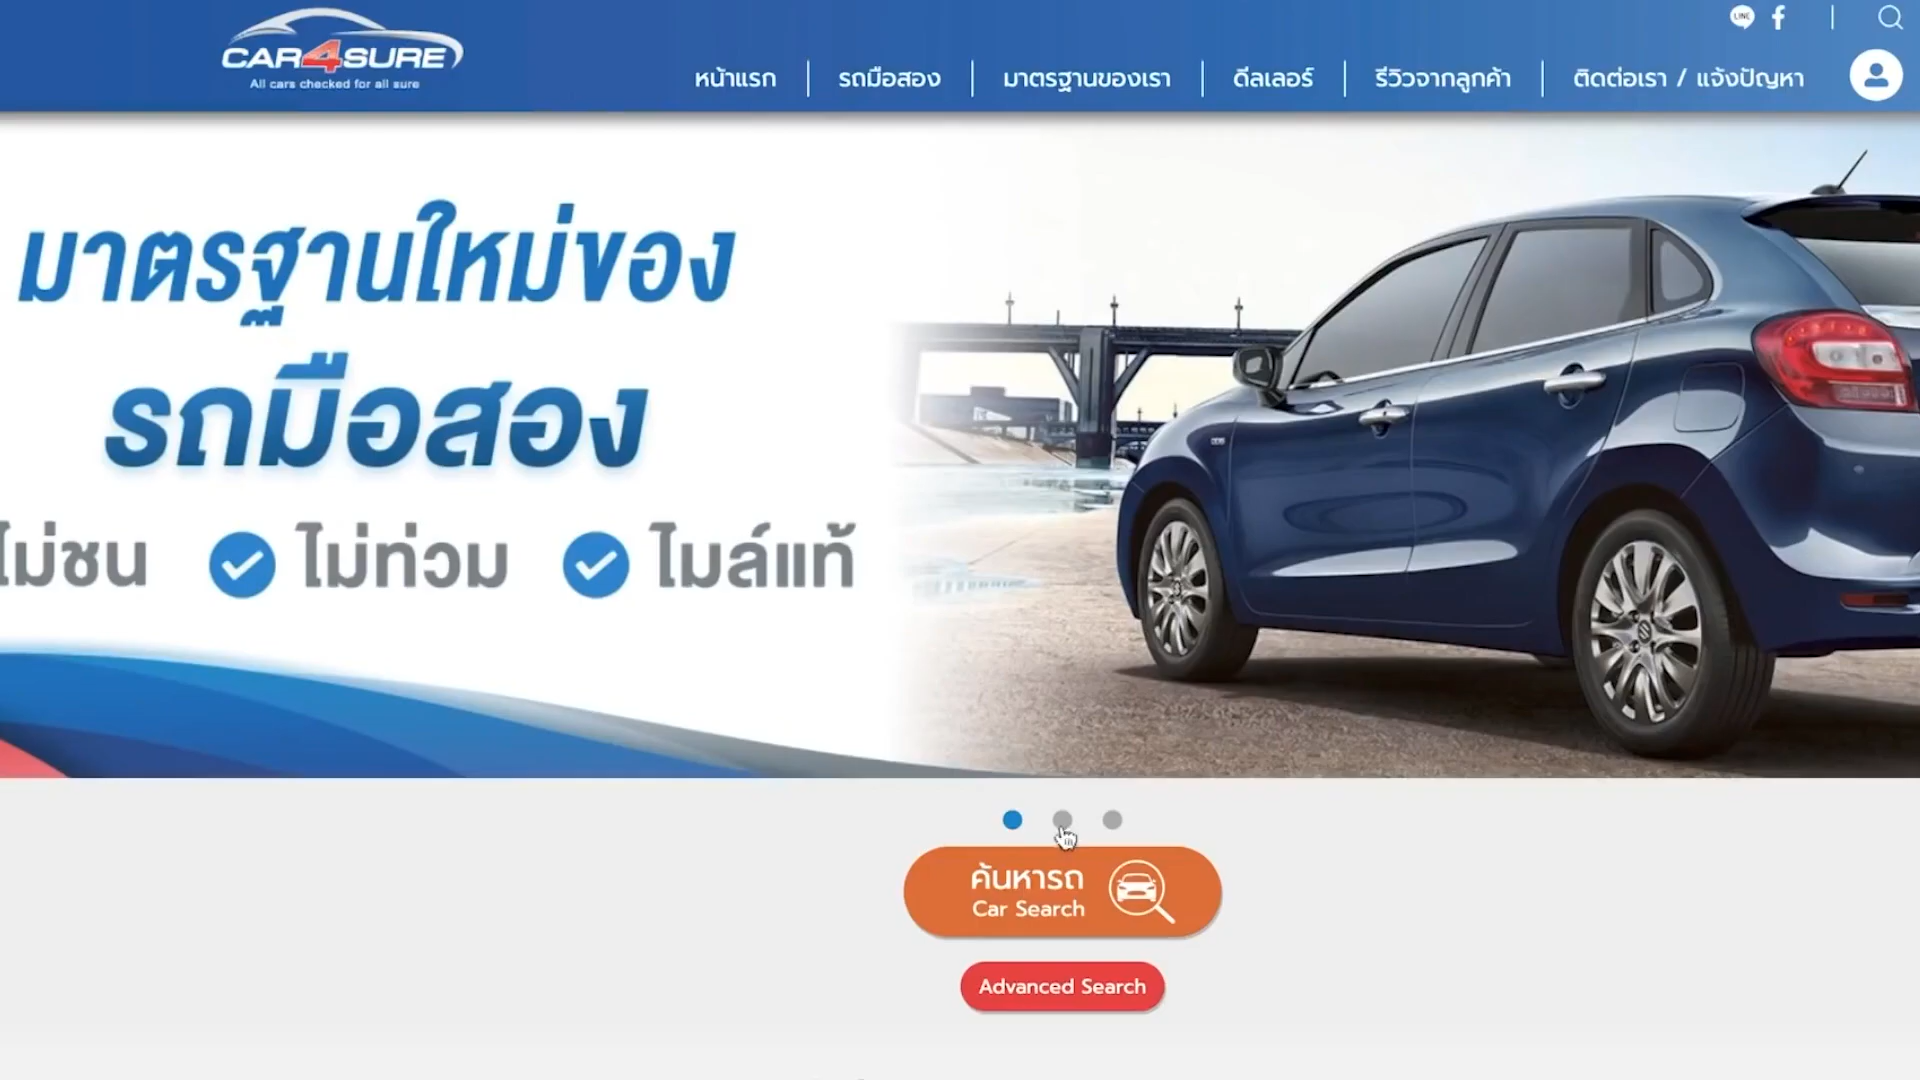 CAR4SURE
All cars checked for all sure
LINE
หน้าแรก
รถมือสอง
มาตรฐานของเรา
ดีลเลอร์
รีวิวจากลูกค้า
ติดต่อเรา / แจ้งปัญหา
มาตรฐานใหม่ของ
รถมือสอง
ไม่ชน ไม่ท่วม ไมล์แท้
ค้นหารถ
Car Search
Advanced Search